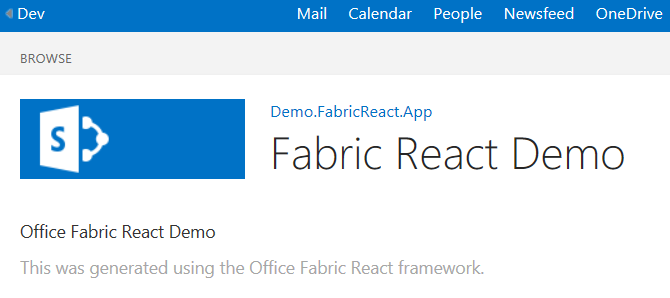 Dev Mail Calendar People Newsfeed OneDrive
BROWSE
S
Demo.FabricReact.App
Fabric React Demo
Office Fabric React Demo
This was generated using the Office Fabric React framework.